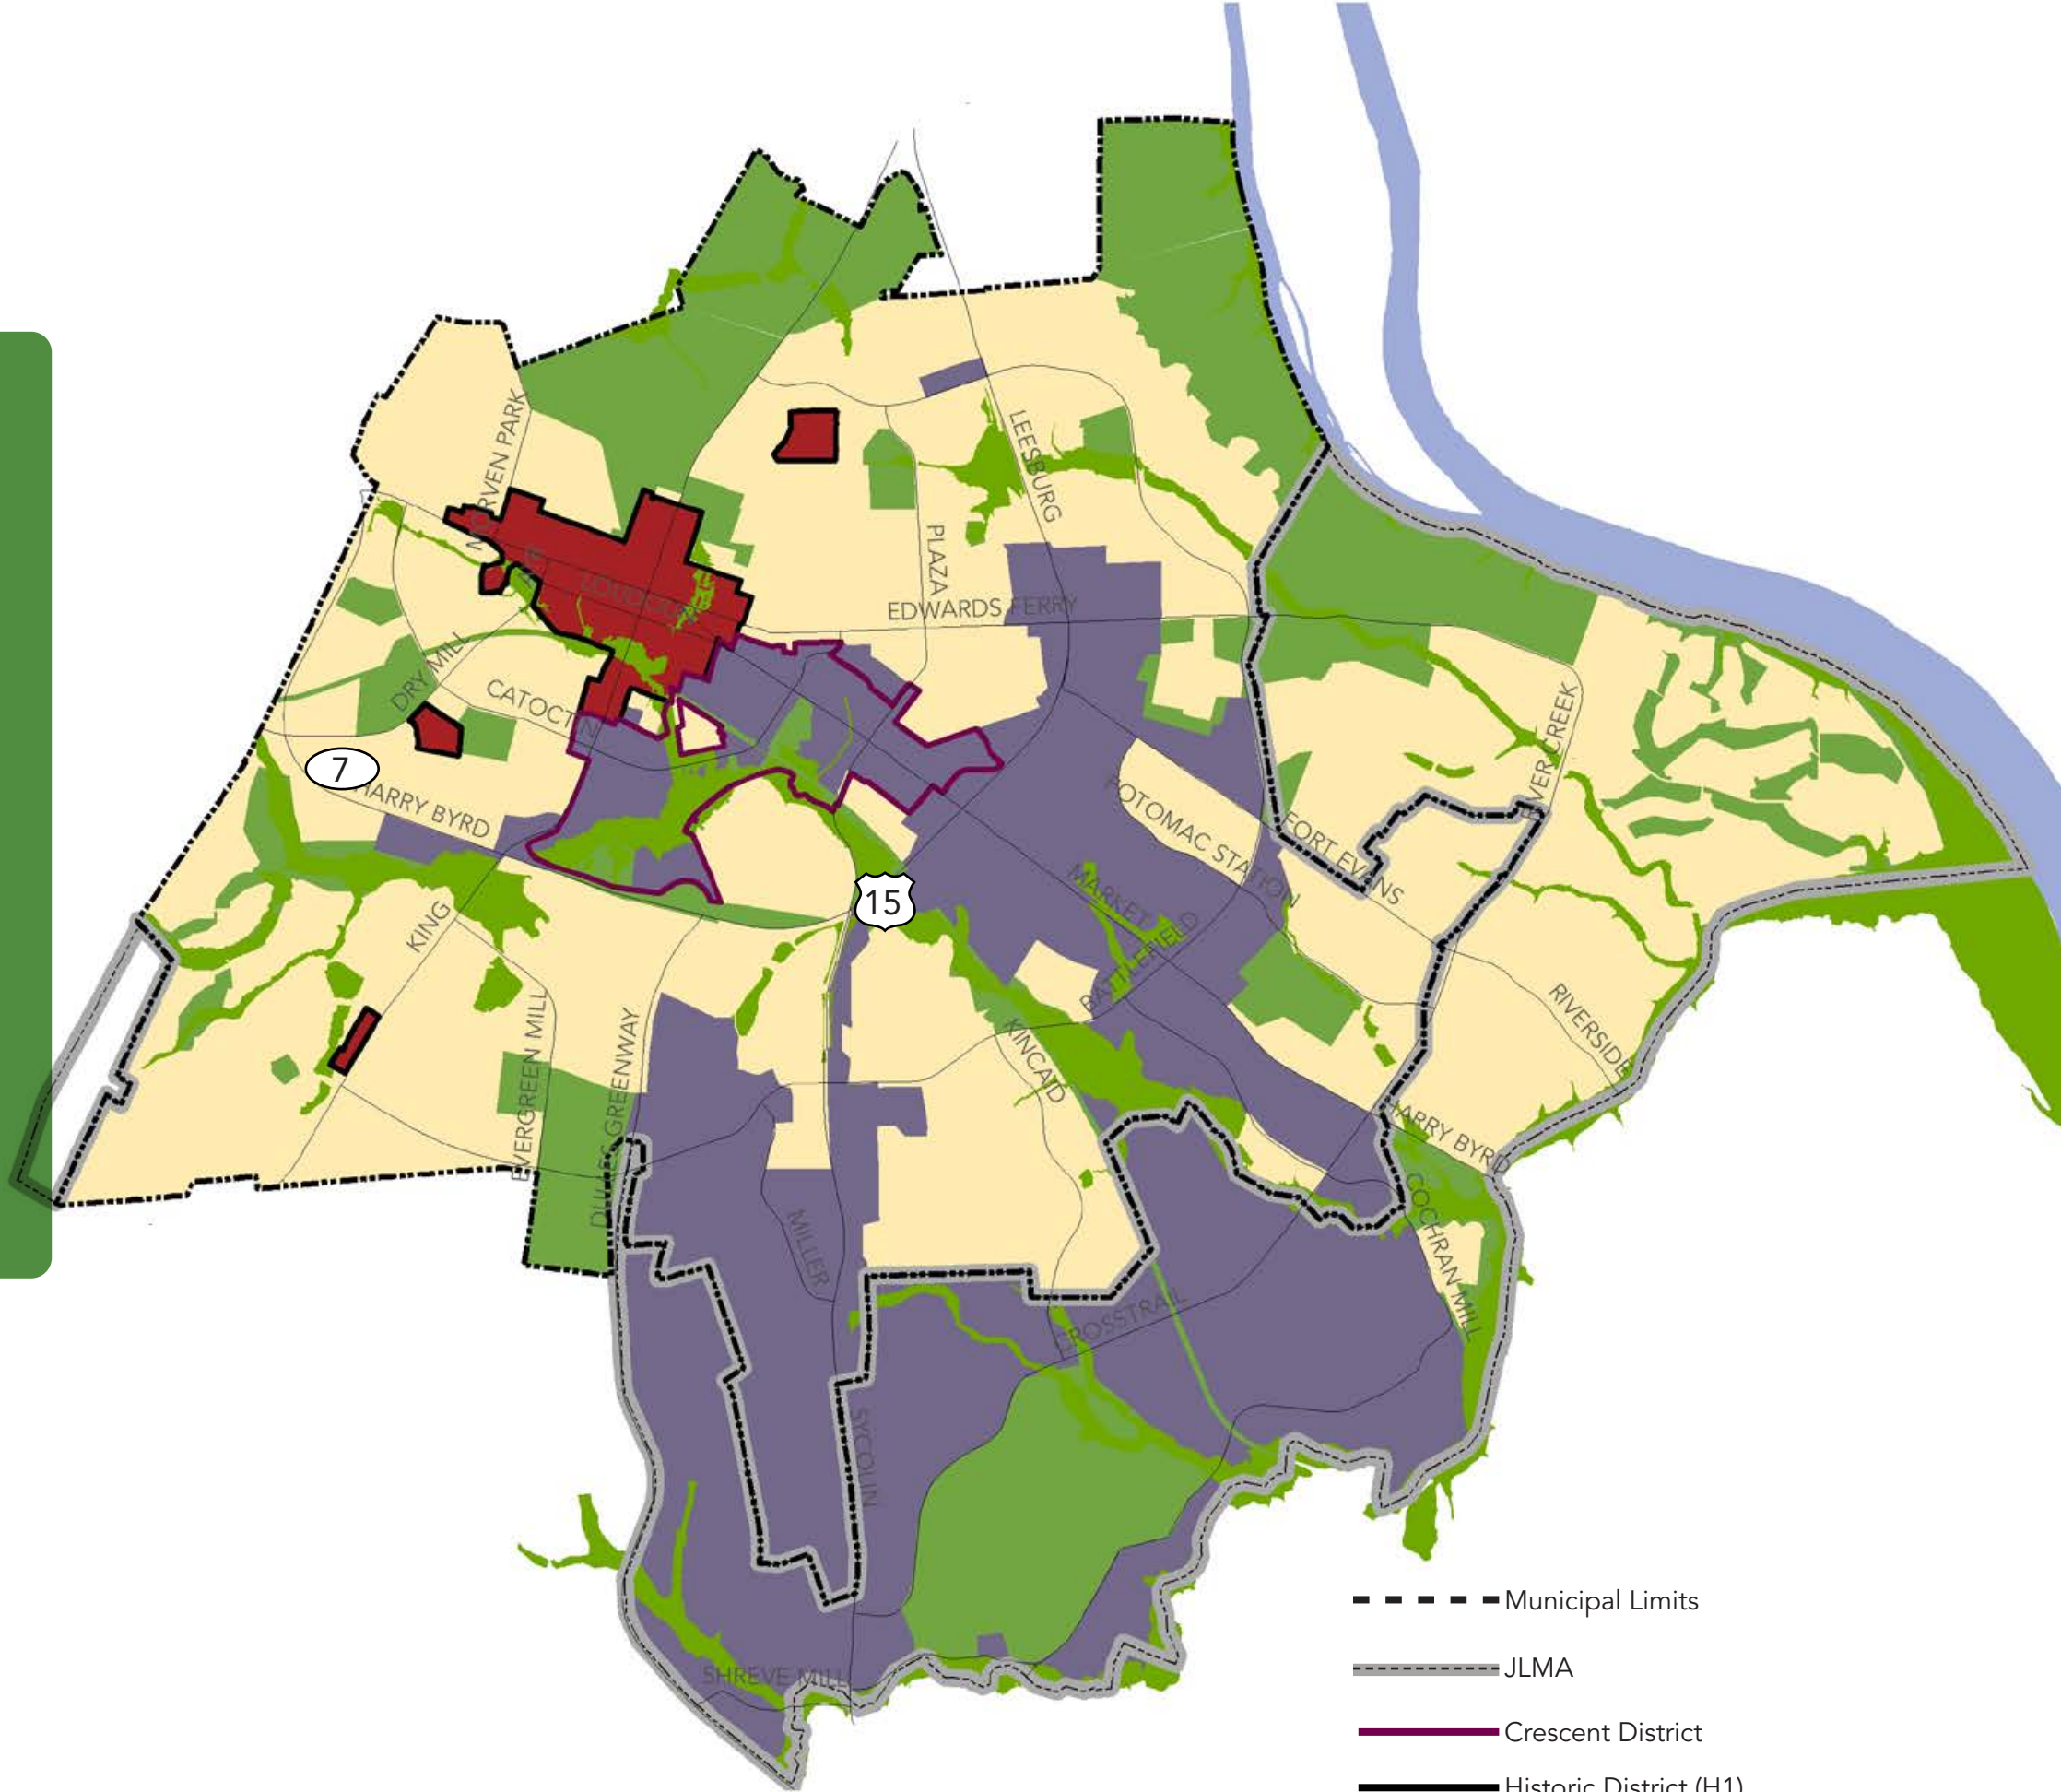 MORVEN PARK
LEESBURG
PLAZA
EDWARDS FERRY
LOUDOUN
DRY MILL
CATOCTIN
RIVER CREEK
7
HARRY BYRD
POTOMAC STATION
FORT EVANS
15
MARKET
BATTLEFIELD
KING
RIVERSIDE
EVERGREEN MILL
DULLES GREENWAY
KINCAID
HARRY BYRD
COCHRAN MILL
MILLER
CROSSTRAIL
SYCOLIN
SHREVE MILL
Municipal Limits
JLMA
Crescent District
Historic District (H1)